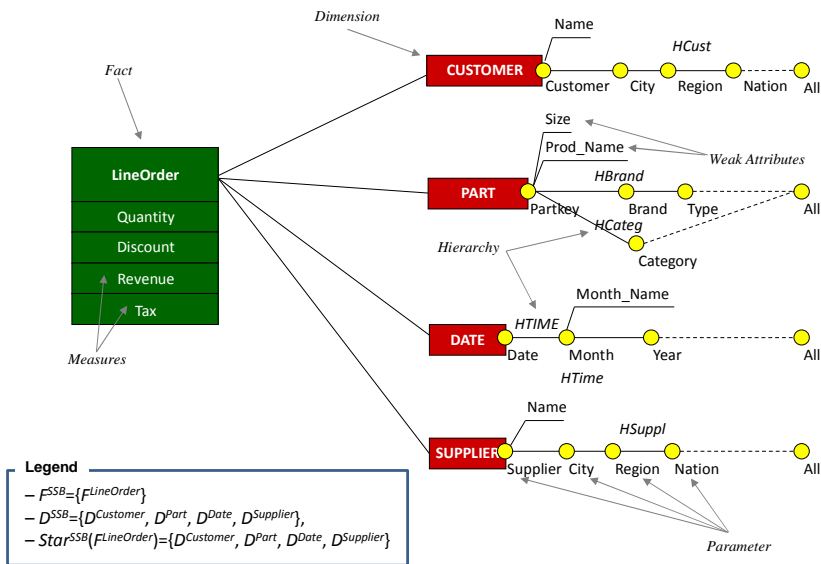 Dimension
Name
HCust
CUSTOMER
Customer
City
Region
Nation
All
Fact
LineOrder
Quantity
Discount
Revenue
Tax
Measures
Size
Prod_Name
Weak Attributes
HBrand
PART
Partkey
Brand
Type
All
HCateg
Hierarchy
Category
Month_Name
HTIME
DATE
Date
Month
Year
All
HTime
Name
HSuppl
SUPPLIER
Supplier
City
Region
Nation
All
Parameter
Legend
– F^SSB={F^LineOrder}
– D^SSB={D^Customer, D^Part, D^Date, D^Supplier},
– Star^SSB(F^LineOrder)={D^Customer, D^Part, D^Date, D^Supplier}